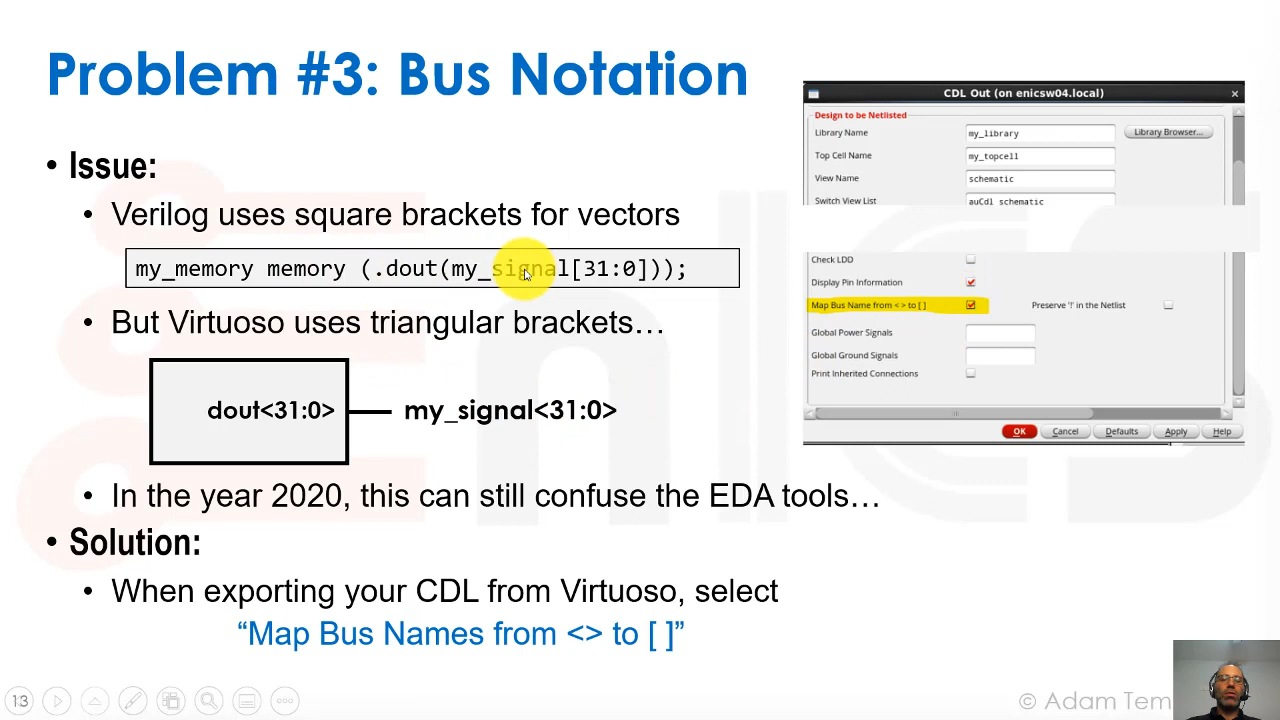 Problem #3: Bus Notation
• Issue:
• Verilog uses square brackets for vectors
my_memory memory (.dout(my_signal[31:0]));
• But Virtuoso uses triangular brackets…
dout<31:0>
my_signal<31:0>
• In the year 2020, this can still confuse the EDA tools…
• Solution:
• When exporting your CDL from Virtuoso, select
“Map Bus Names from <> to [ ]”
CDL Out (on enicsw04.local)
Design to be Netlisted
Library Name my_library Library Browser...
Top Cell Name my_topcell
View Name schematic
Switch View List auCdl schematic
Check LDD
Display Pin Information
Map Bus Name from < > to [ ] Preserve '!' in the Netlist
Global Power Signals
Global Ground Signals
Print Inherited Connections
OK Cancel Defaults Apply Help
13
© Adam Tem